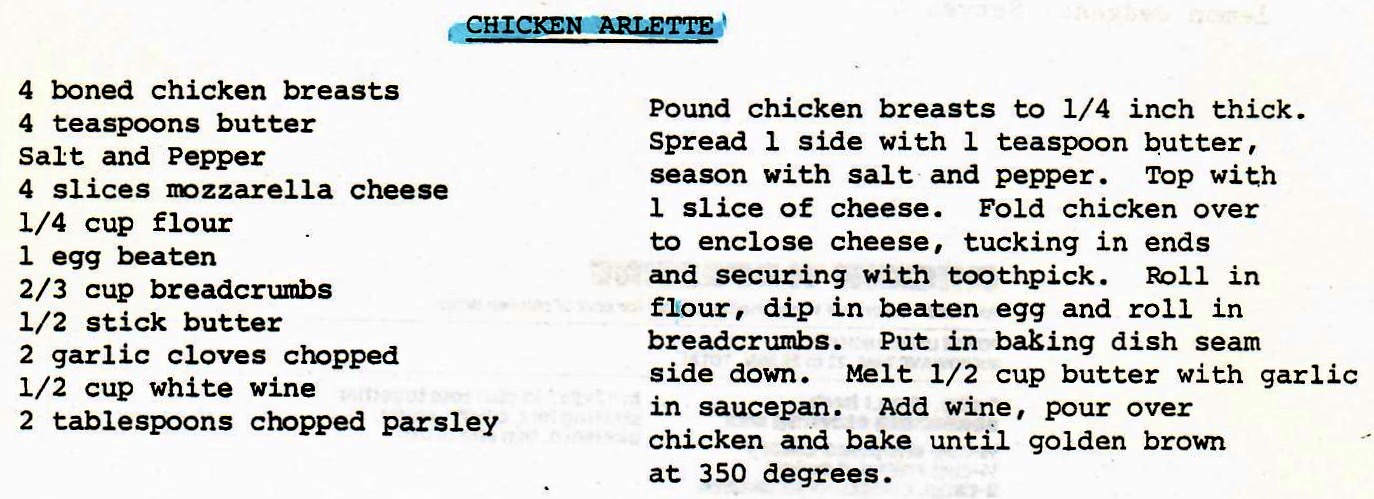 CHICKEN ARLETTE
4 boned chicken breasts
4 teaspoons butter
Salt and Pepper
4 slices mozzarella cheese
1/4 cup flour
1 egg beaten
2/3 cup breadcrumbs
1/2 stick butter
2 garlic cloves chopped
1/2 cup white wine
2 tablespoons chopped parsley
Pound chicken breasts to 1/4 inch thick.
Spread 1 side with 1 teaspoon butter,
season with salt and pepper.  Top with
1 slice of cheese.  Fold chicken over
to enclose cheese, tucking in ends
and securing with toothpick.  Roll in
flour, dip in beaten egg and roll in
breadcrumbs.  Put in baking dish seam
side down.  Melt 1/2 cup butter with garlic
in saucepan.  Add wine, pour over
chicken and bake until golden brown
at 350 degrees.